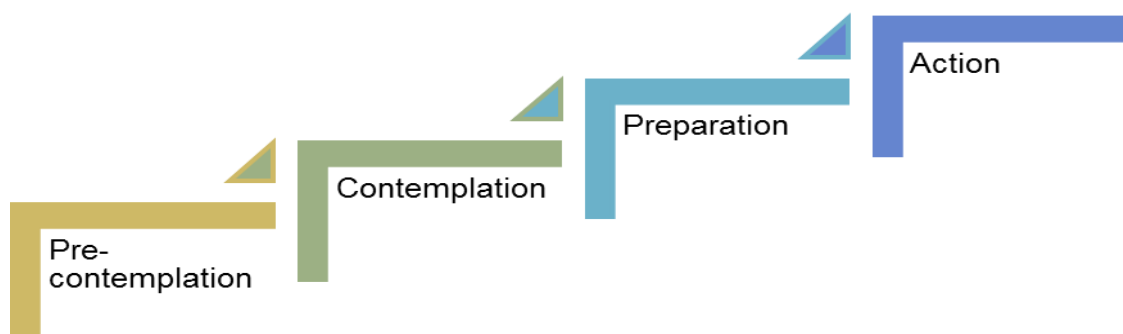 Pre-
contemplation
Contemplation
Preparation
Action